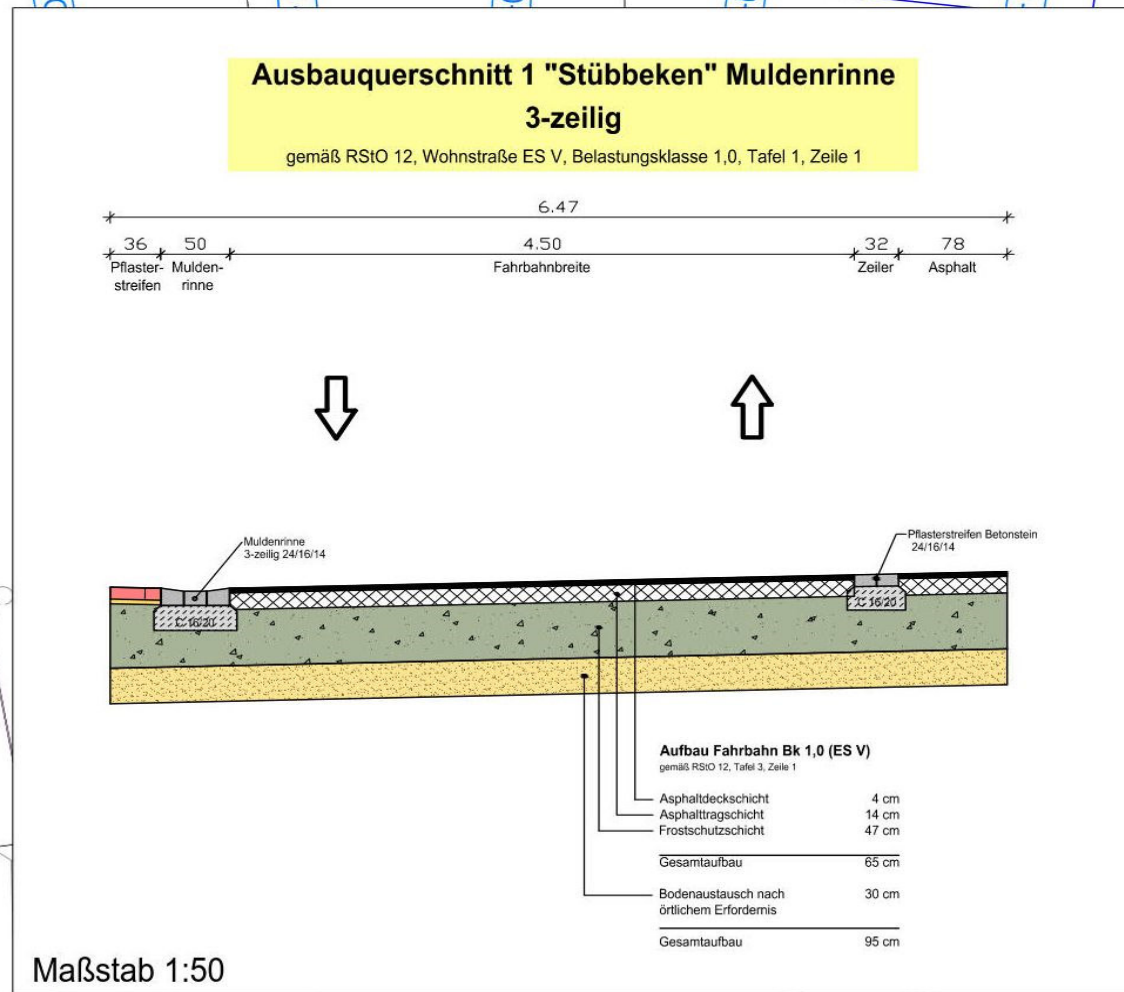 Ausbauquerschnitt 1 "Stübbeken" Muldenrinne
3-zeilig
gemäß RStO 12, Wohnstraße ES V, Belastungsklasse 1,0, Tafel 1, Zeile 1
6.47
36 50 4.50 32 78
Pflaster- Mulden- Fahrbahnbreite Zeiler Asphalt
streifen rinne
Muldenrinne
3-zeilig 24/16/14
Pflasterstreifen Betonstein
24/16/14
C 16/20
C 16/20
Aufbau Fahrbahn Bk 1,0 (ES V)
gemäß RStO 12, Tafel 3, Zeile 1
Asphaltdeckschicht 4 cm
Asphalttragschicht 14 cm
Frostschutzschicht 47 cm
Gesamtaufbau 65 cm
Bodenaustausch nach 30 cm
örtlichem Erfordernis
Gesamtaufbau 95 cm
Maßstab 1:50